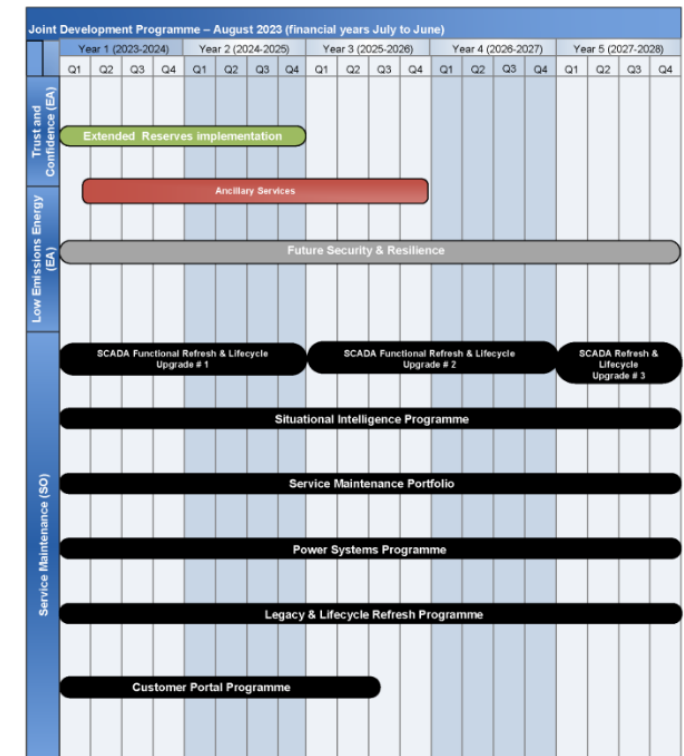 Joint Development Programme – August 2023 (financial years July to June)
Year 1 (2023-2024) Year 2 (2024-2025) Year 3 (2025-2026) Year 4 (2026-2027) Year 5 (2027-2028)
Q1 Q2 Q3 Q4 Q1 Q2 Q3 Q4 Q1 Q2 Q3 Q4 Q1 Q2 Q3 Q4 Q1 Q2 Q3 Q4
Trust and
Confidence (EA)
Extended Reserves implementation
Ancillary Services
Low Emissions Energy
(EA)
Future Security & Resilience
Service Maintenance (SO)
SCADA Functional Refresh & Lifecycle
Upgrade # 1
SCADA Functional Refresh & Lifecycle
Upgrade # 2
SCADA Refresh &
Lifecycle
Upgrade # 3
Situational Intelligence Programme
Service Maintenance Portfolio
Power Systems Programme
Legacy & Lifecycle Refresh Programme
Customer Portal Programme